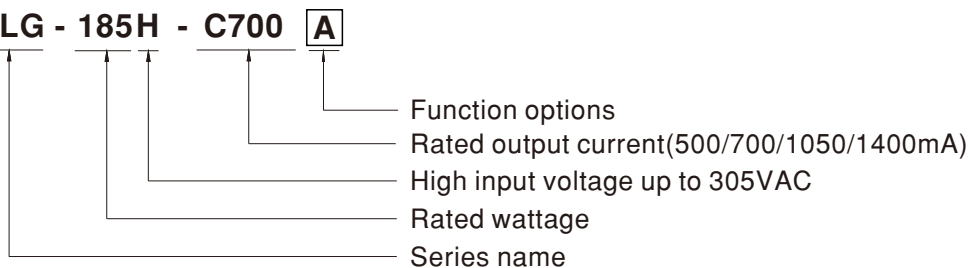 LG - 185H - C700 A
Function options
Rated output current(500/700/1050/1400mA)
High input voltage up to 305VAC
Rated wattage
Series name